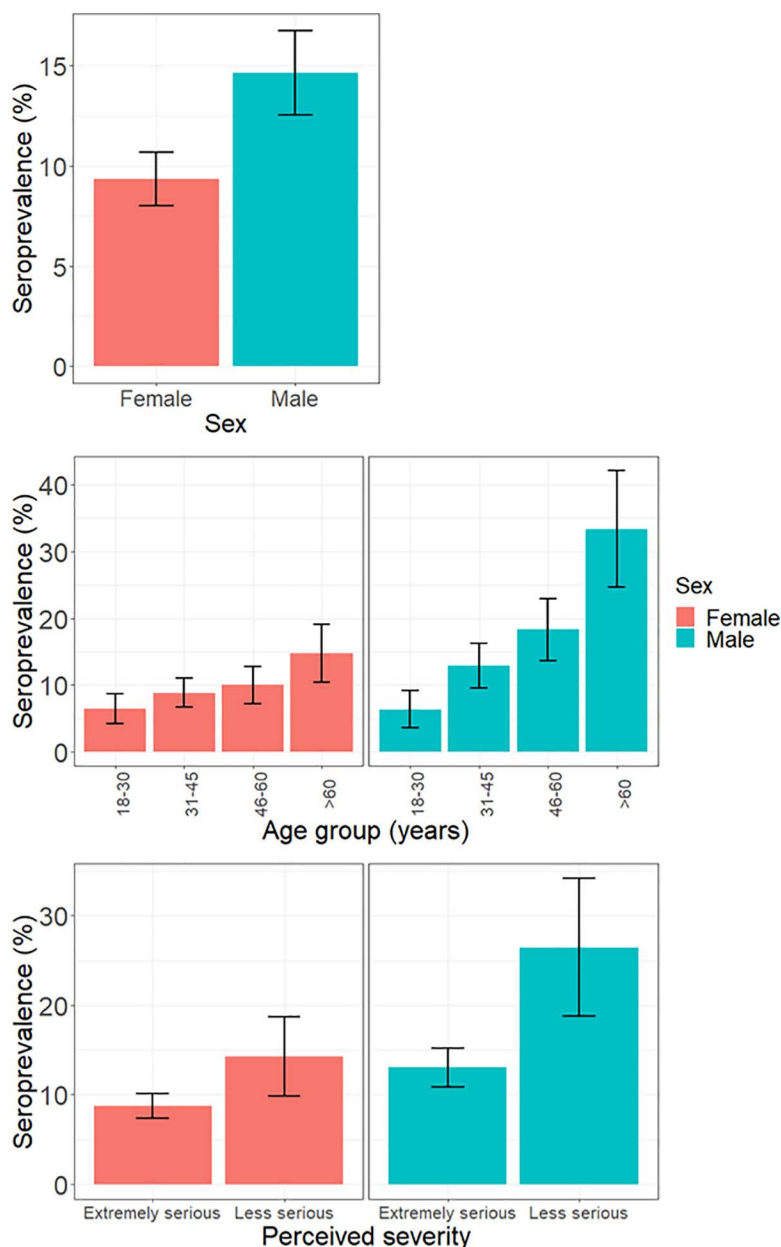 Seroprevalence (%)
15
10
5
0
Female Male
Sex
Seroprevalence (%)
40
30
20
10
0
18-30 31-45 46-60 >60 18-30 31-45 46-60 >60
Age group (years)
Sex
Female
Male
Seroprevalence (%)
30
20
10
0
Extremely serious Less serious Extremely serious Less serious
Perceived severity